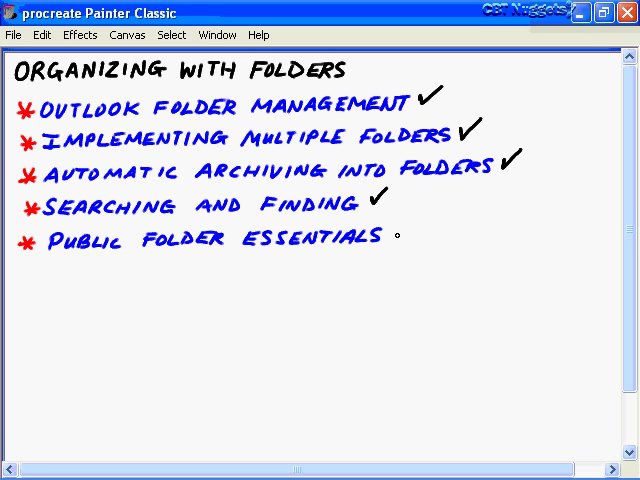 procreate Painter Classic
CBT Nuggets
File Edit Effects Canvas Select Window Help
ORGANIZING WITH FOLDERS
* OUTLOOK FOLDER MANAGEMENT ✓
* IMPLEMENTING MULTIPLE FOLDERS ✓
* AUTOMATIC ARCHIVING INTO FOLDERS ✓
* SEARCHING AND FINDING ✓
* PUBLIC FOLDER ESSENTIALS